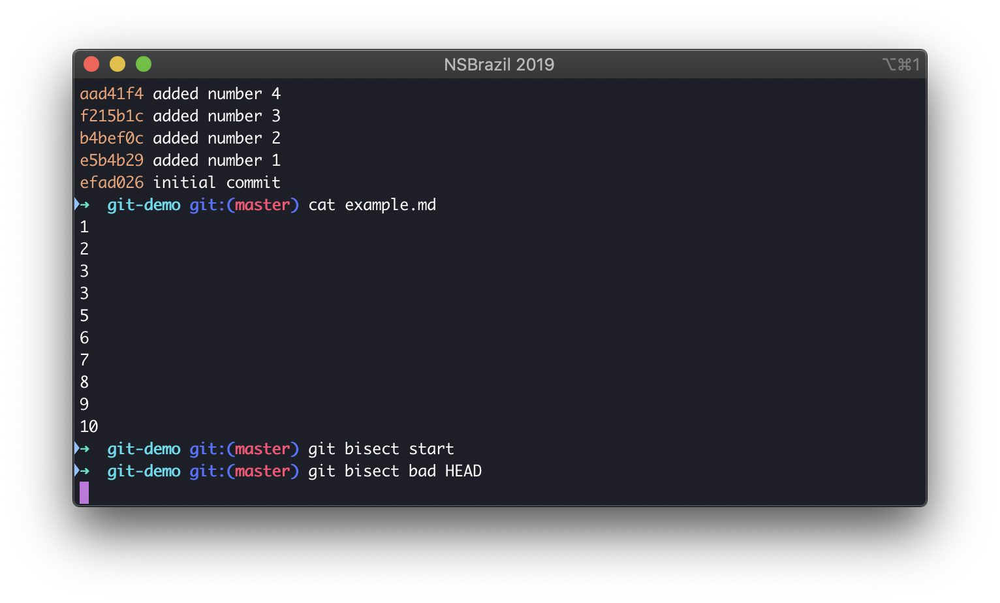 NSBrazil 2019 ⌥⌘1
aad41f4 added number 4
f215b1c added number 3
b4bef0c added number 2
e5b4b29 added number 1
efad026 initial commit
➜ git-demo git:(master) cat example.md
1
2
3
3
5
6
7
8
9
10
➜ git-demo git:(master) git bisect start
➜ git-demo git:(master) git bisect bad HEAD